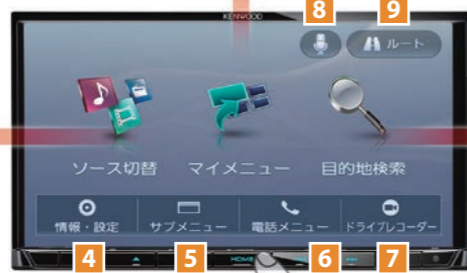 8 9
KENWOOD
ルート
ソース切替 マイメニュー 目的地検索
情報・設定 サブメニュー 電話メニュー ドライブレコーダー
4 5 6 7
HOME